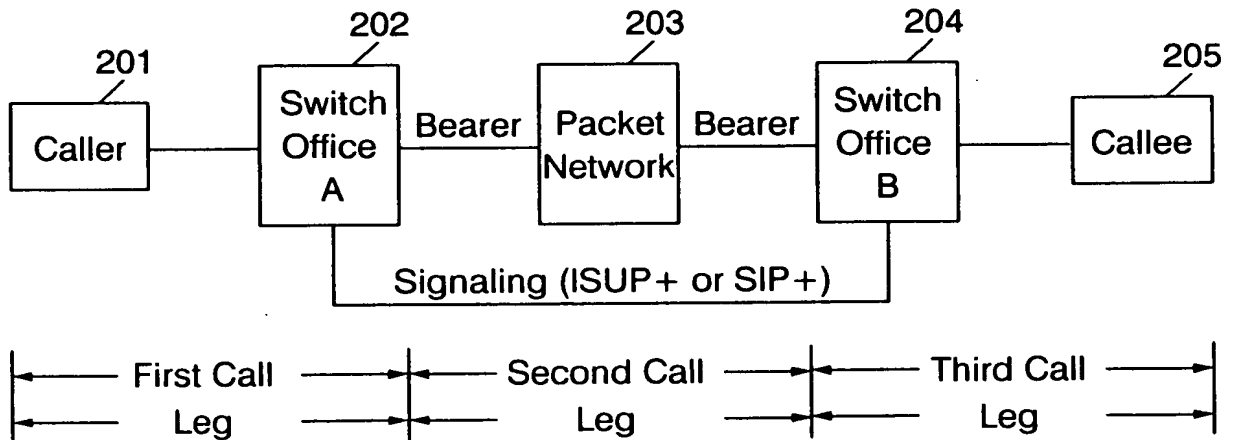 201
202
203
204
205
Caller
Switch
Office
A
Bearer
Packet
Network
Bearer
Switch
Office
B
Callee
Signaling (ISUP+ or SIP+)
First Call
Leg
Second Call
Leg
Third Call
Leg